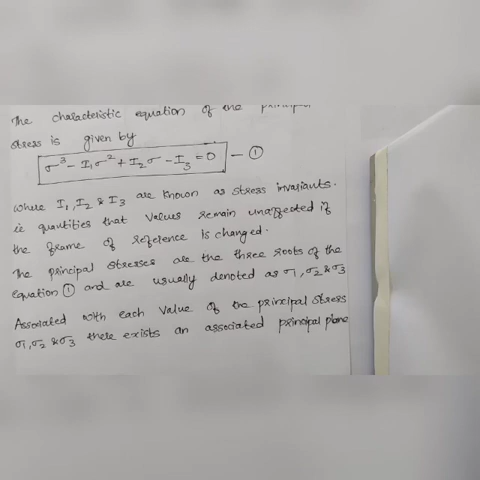 The characteristic equation of the principal
stress is given by
σ³ - I₁σ² + I₂σ - I₃ = 0 — ①
where I₁, I₂ & I₃ are known as stress invariants.
ie quantities that values remain unaffected if
the frame of reference is changed.
The principal stresses are the three roots of the
equation ① and are usually denoted as σ₁, σ₂ & σ₃
Assosiated with each value of the principal stress
σ₁, σ₂ & σ₃ there exists an associated principal plane